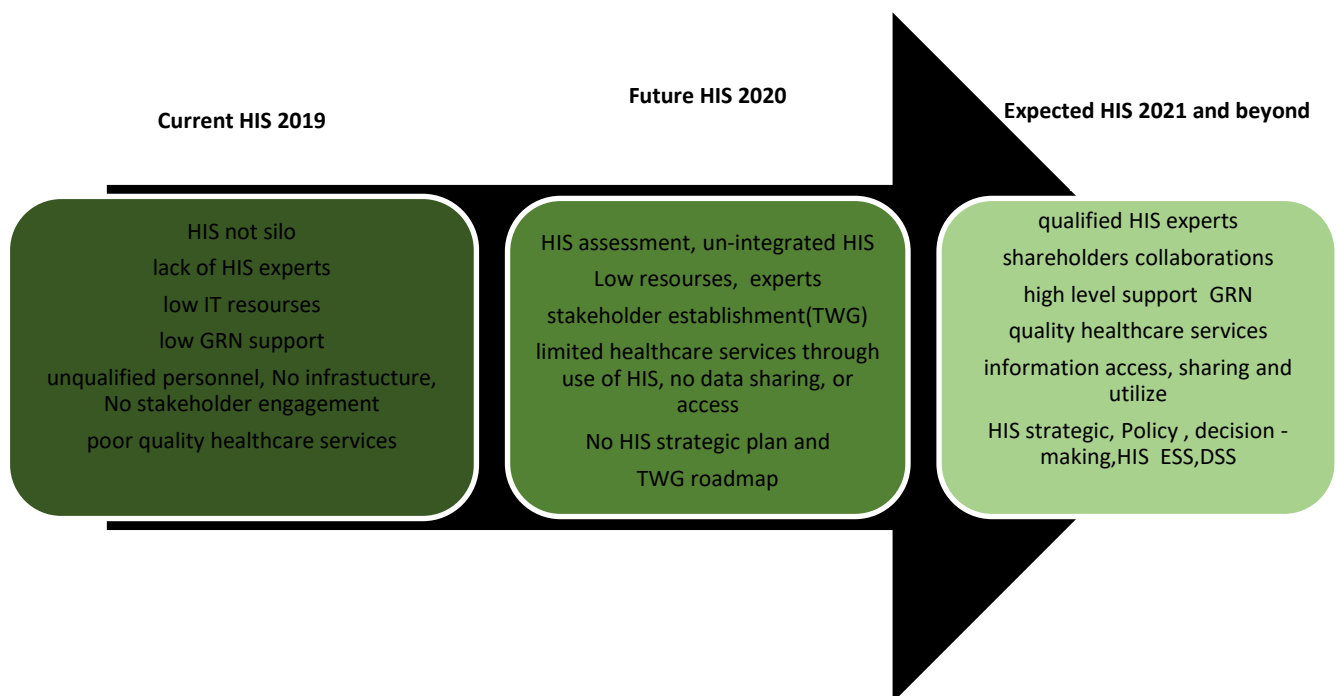 Current HIS 2019
HIS not silo
lack of HIS experts
low IT resourses
low GRN support
unqualified personnel, No infrastucture,
No stakeholder engagement
poor quality healthcare services
Future HIS 2020
HIS assessment, un-integrated HIS
Low resourses, experts
stakeholder establishment(TWG)
limited healthcare services through
use of HIS, no data sharing, or
access
No HIS strategic plan and
TWG roadmap
Expected HIS 2021 and beyond
qualified HIS experts
shareholders collaborations
high level support GRN
quality healthcare services
information access, sharing and
utilize
HIS strategic, Policy , decision -
making,HIS ESS,DSS